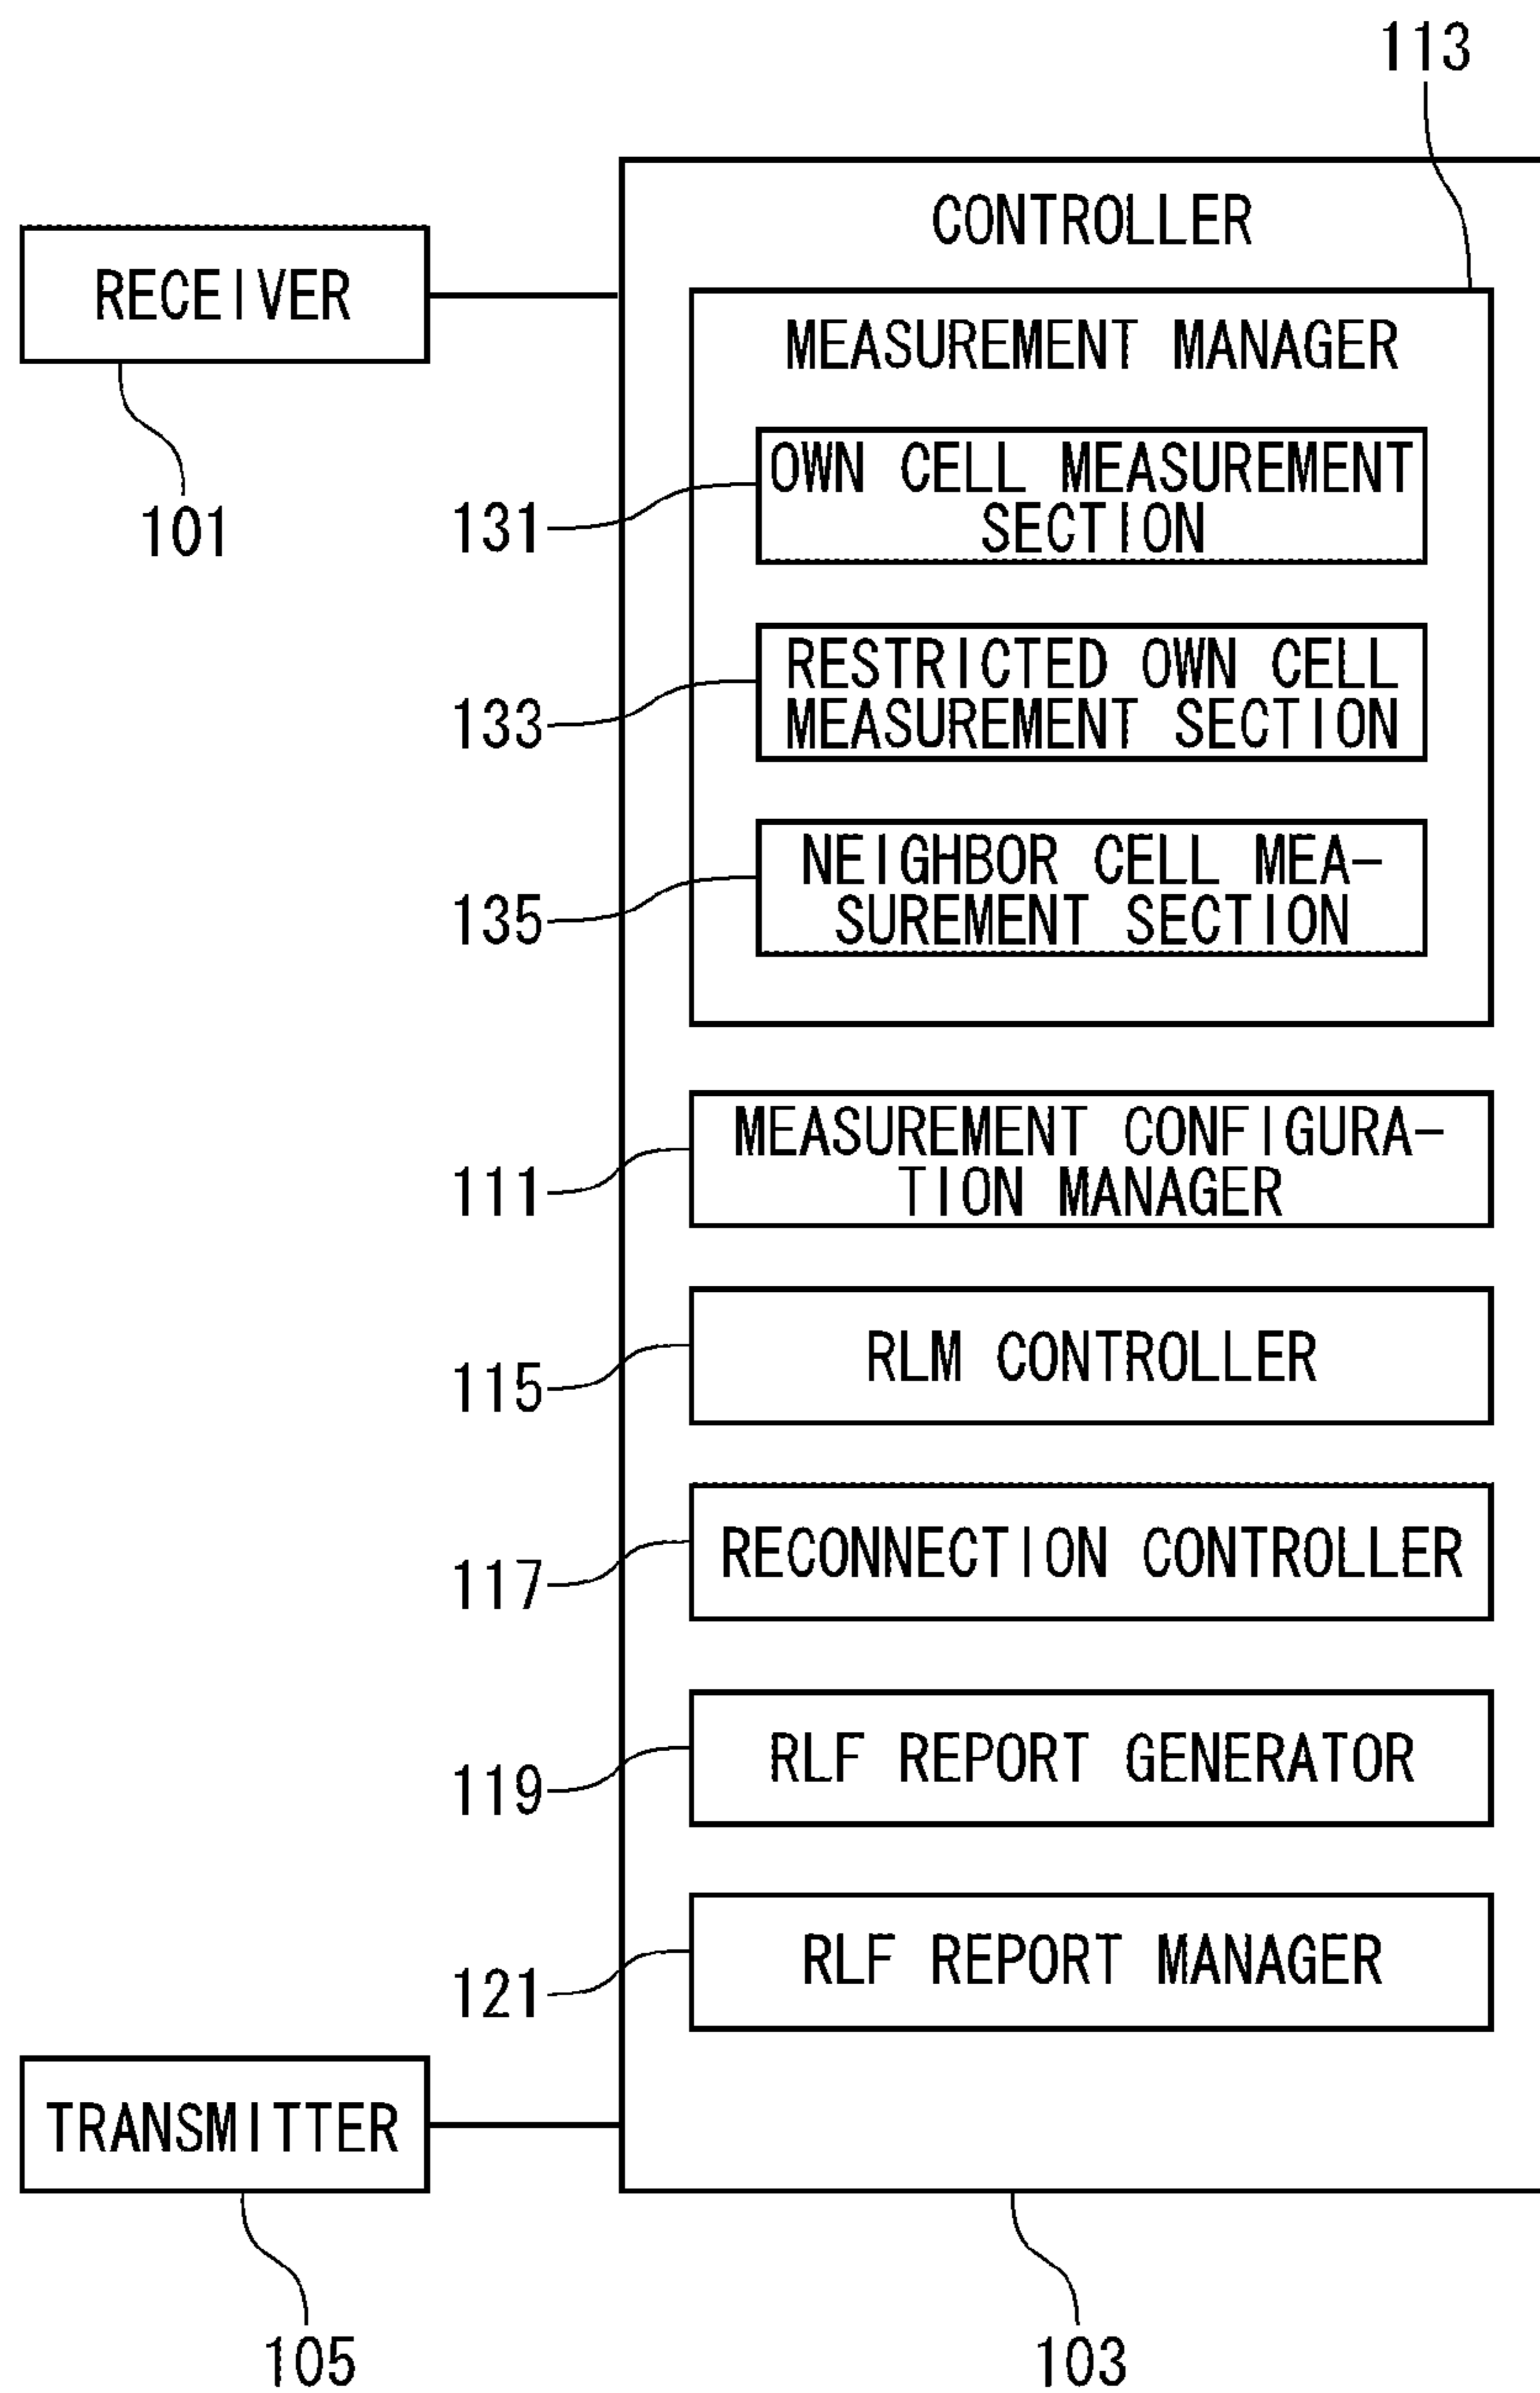 113
CONTROLLER
RECEIVER
101
MEASUREMENT MANAGER
OWN CELL MEASUREMENT
SECTION
131
RESTRICTED OWN CELL
MEASUREMENT SECTION
133
NEIGHBOR CELL MEA-
SUREMENT SECTION
135
MEASUREMENT CONFIGURA-
TION MANAGER
111
RLM CONTROLLER
115
RECONNECTION CONTROLLER
117
RLF REPORT GENERATOR
119
RLF REPORT MANAGER
121
TRANSMITTER
105
103